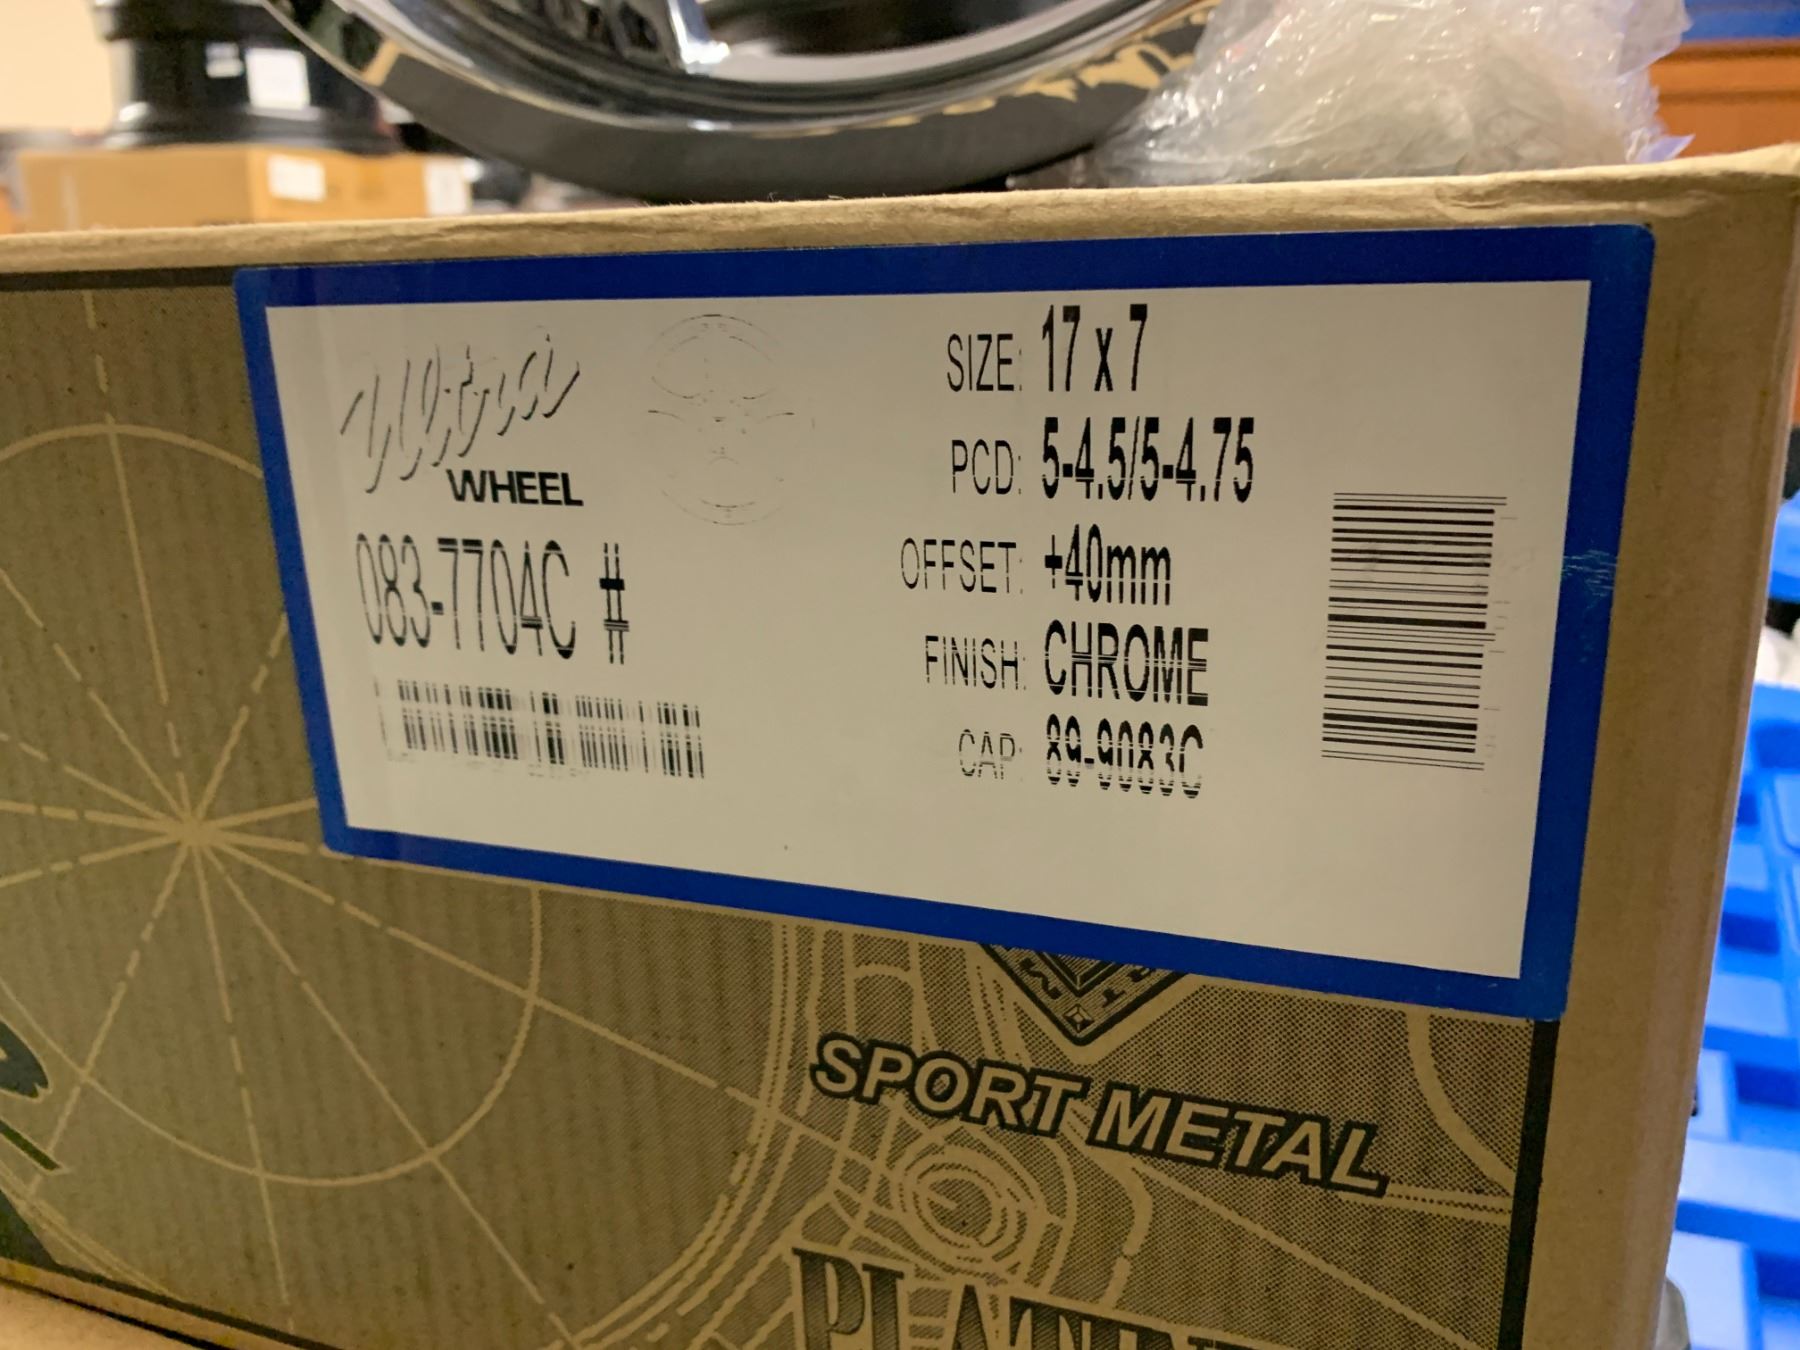 Ultra
WHEEL
083-7704C #
SIZE: 17 x 7
PCD: 5-4.5/5-4.75
OFFSET: +40mm
FINISH: CHROME
CAP: 89-9083C
SPORT METAL